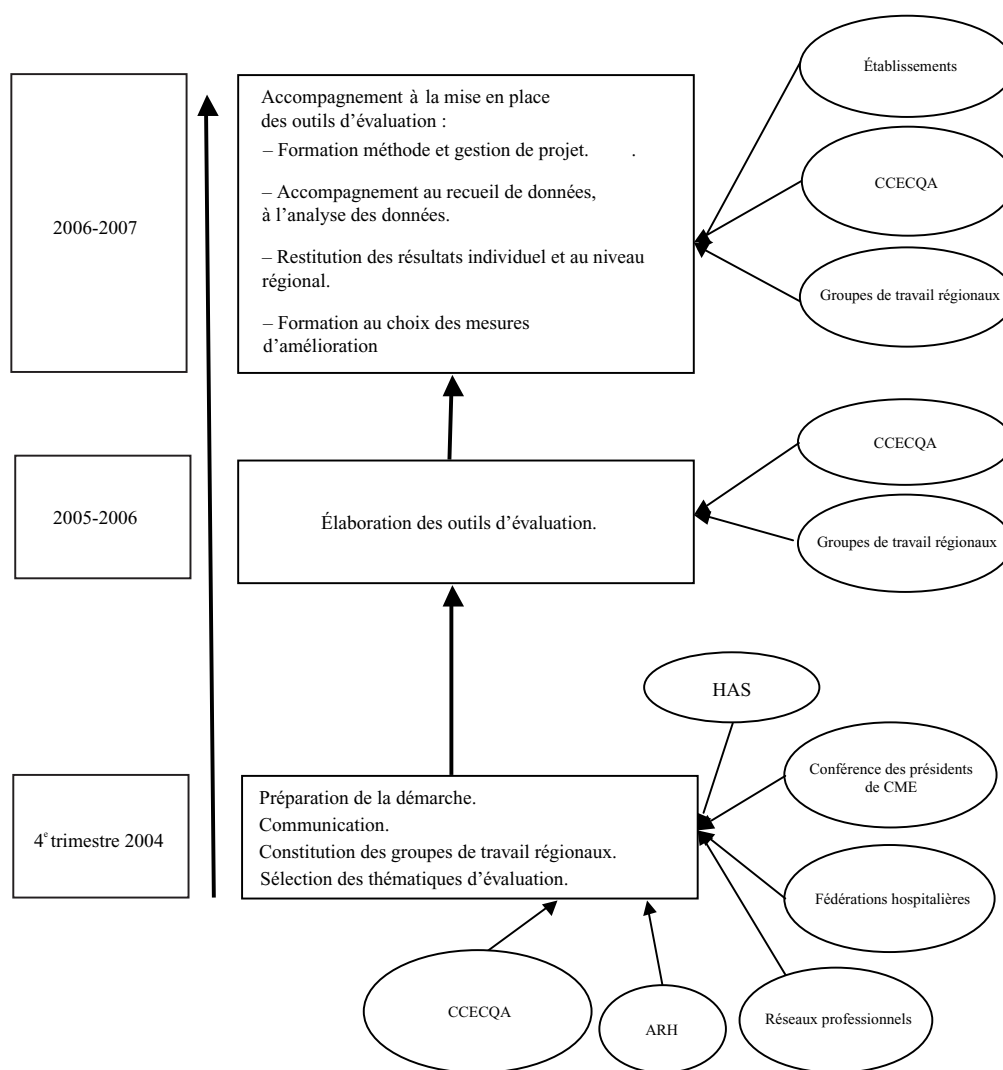 Établissements
Accompagnement à la mise en place
des outils d’évaluation :
– Formation méthode et gestion de projet. .
– Accompagnement au recueil de données,
à l’analyse des données.
– Restitution des résultats individuel et au niveau
régional.
– Formation au choix des mesures
d’amélioration
2006-2007
CCECQA
Groupes de travail régionaux
CCECQA
2005-2006
Élaboration des outils d’évaluation.
Groupes de travail régionaux
HAS
Conférence des présidents
de CME
4e trimestre 2004
Préparation de la démarche.
Communication.
Constitution des groupes de travail régionaux.
Sélection des thématiques d’évaluation.
Fédérations hospitalières
CCECQA
ARH
Réseaux professionnels